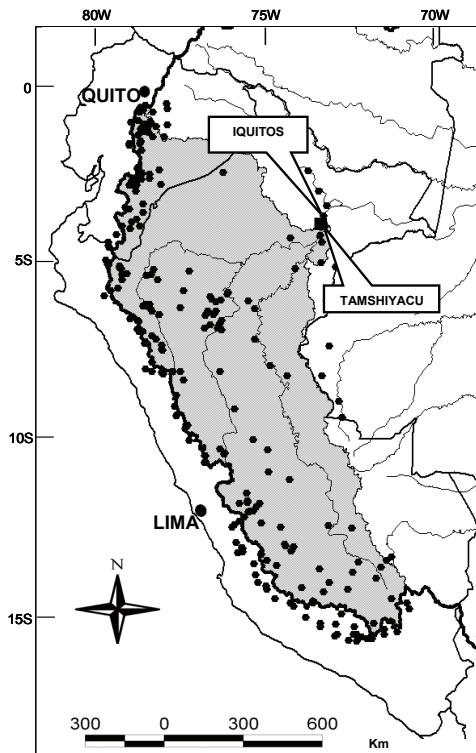 80W 75W 70W
0
QUITO
IQUITOS
5S
TAMSHIYACU
10S
LIMA
N
15S
300 0 300 600
Km